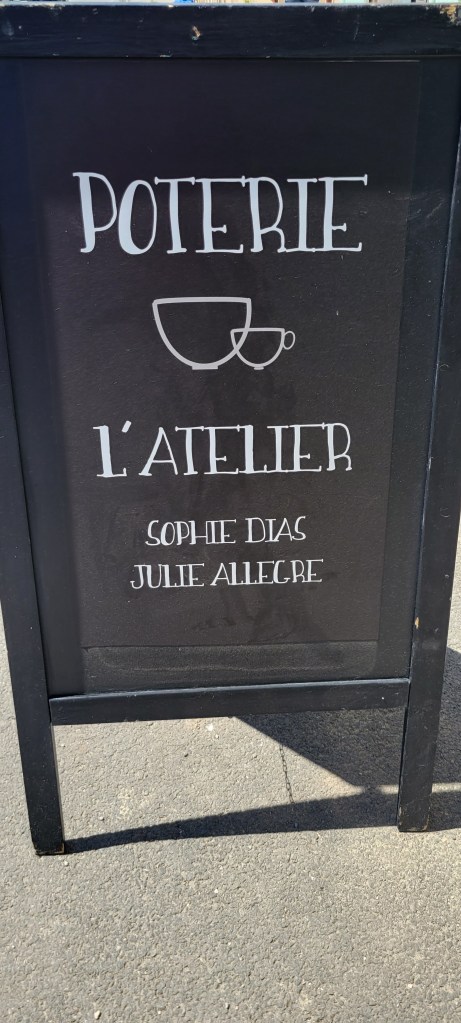 POTERIE
L'ATELIER
SOPHIE DIAS
JULIE ALLEGRE